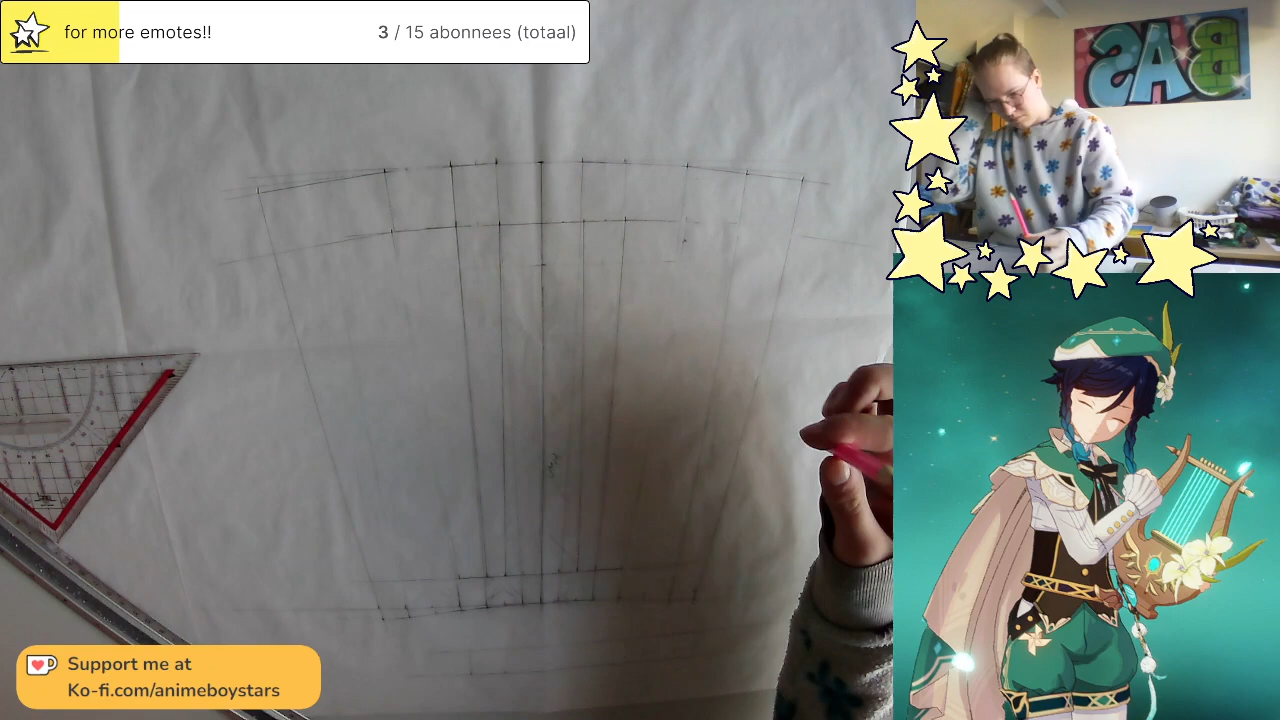 for more emotes!!
3 / 15 abonnees (totaal)
BAS
Support me at
Ko-fi.com/animeboystars